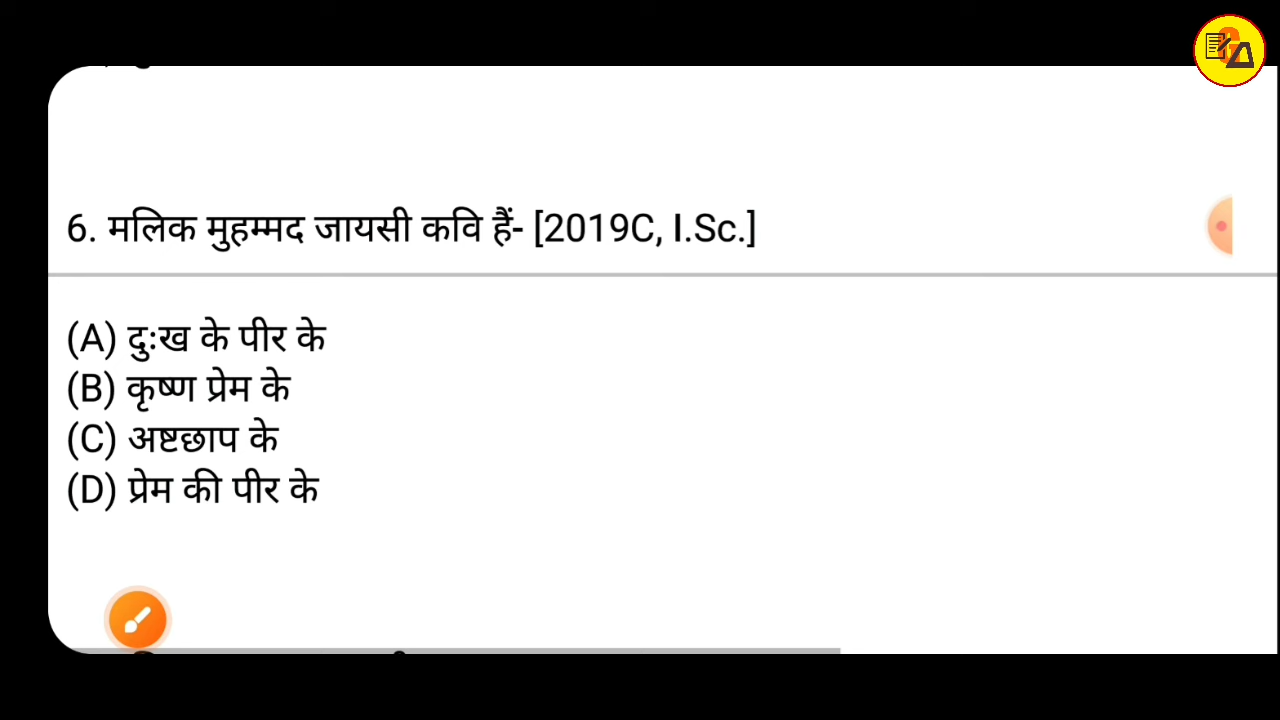 6. मलिक मुहम्मद जायसी कवि हैं- [2019C, I.Sc.]
(A) दुःख के पीर के
(B) कृष्ण प्रेम के
(C) अष्टछाप के
(D) प्रेम की पीर के